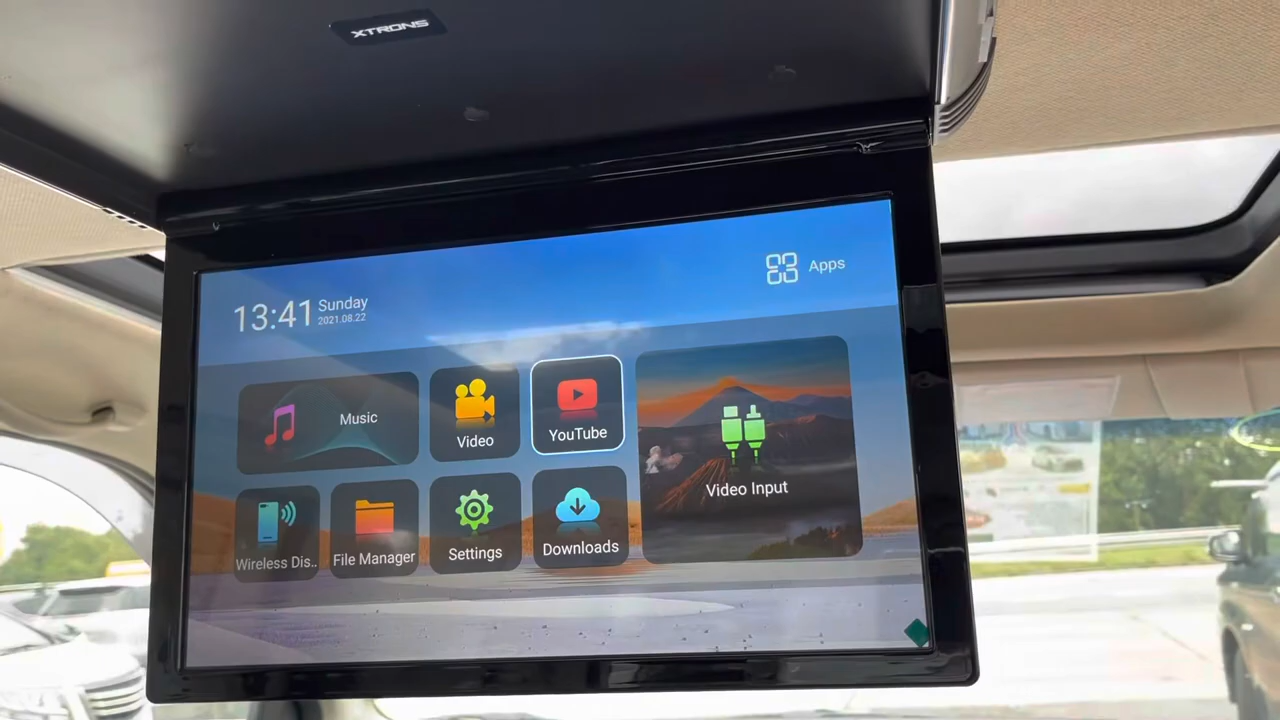 XTRONS
13:41
Sunday
2021.08.22
Apps
Music
Video
YouTube
Video Input
Wireless Dis..
File Manager
Settings
Downloads